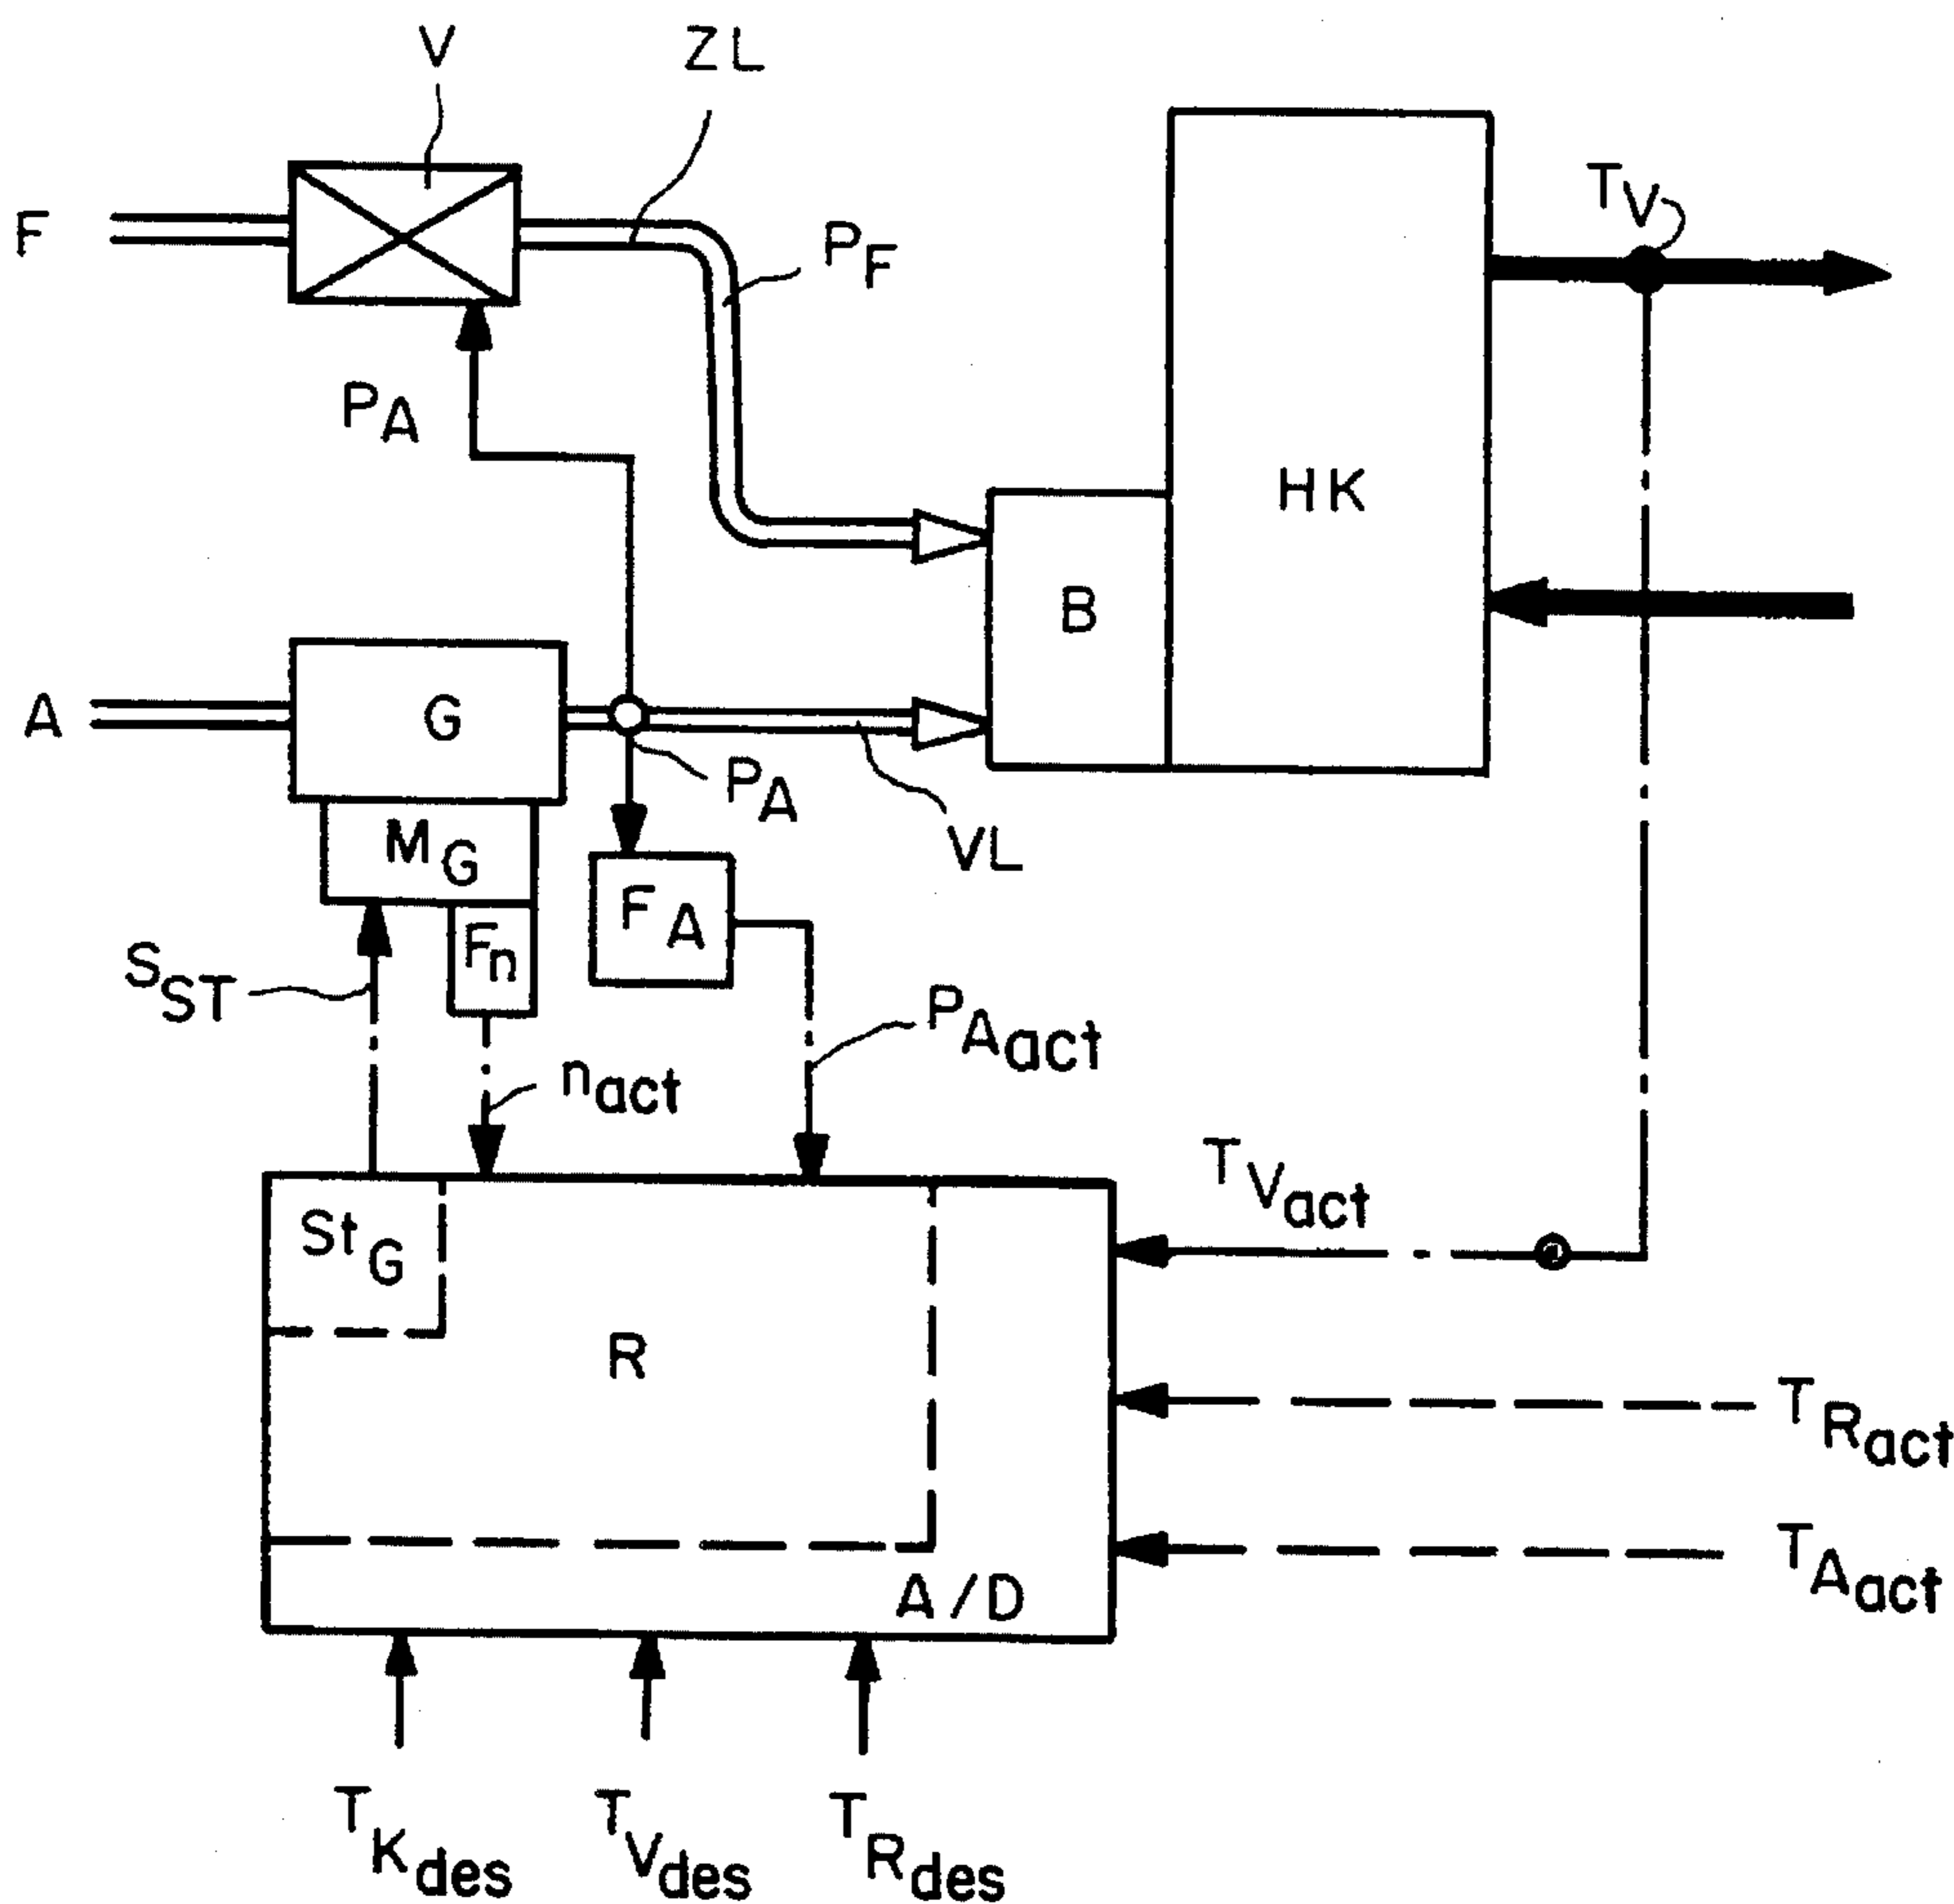 V
ZL
F
TV
PF
PA
HK
B
A
G
PA
VL
MG
FA
Fn
SST
PAact
nact
TVact
StG
R
TRact
TAact
A/D
TKdes
TVdes
TRdes